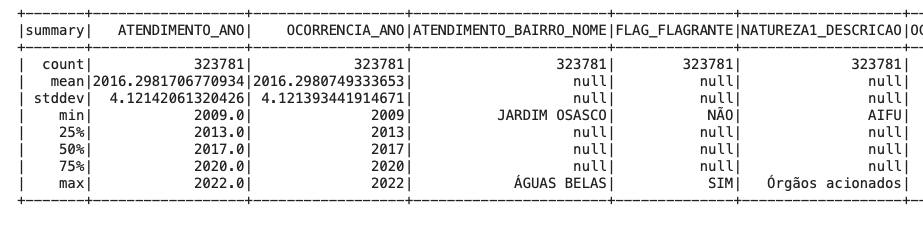 +-------+------------------+------------------+-----------------------+-------------+-------------------+--
|summary|   ATENDIMENTO_ANO|    OCORRENCIA_ANO|ATENDIMENTO_BAIRRO_NOME|FLAG_FLAGRANTE|NATUREZA1_DESCRICAO|OC
+-------+------------------+------------------+-----------------------+-------------+-------------------+--
|  count|            323781|            323781|                 323781|        323781|             323781|
|   mean|2016.2981706770934|2016.2980749333653|                   null|          null|               null|
| stddev|  4.12142061320426| 4.121393441914671|                   null|          null|               null|
|    min|            2009.0|              2009|          JARDIM OSASCO|           NÃO|               AIFU|
|    25%|            2013.0|              2013|                   null|          null|               null|
|    50%|            2017.0|              2017|                   null|          null|               null|
|    75%|            2020.0|              2020|                   null|          null|               null|
|    max|            2022.0|              2022|           ÁGUAS BELAS|           SIM|  Órgãos acionados|
+-------+------------------+------------------+-----------------------+-------------+-------------------+--